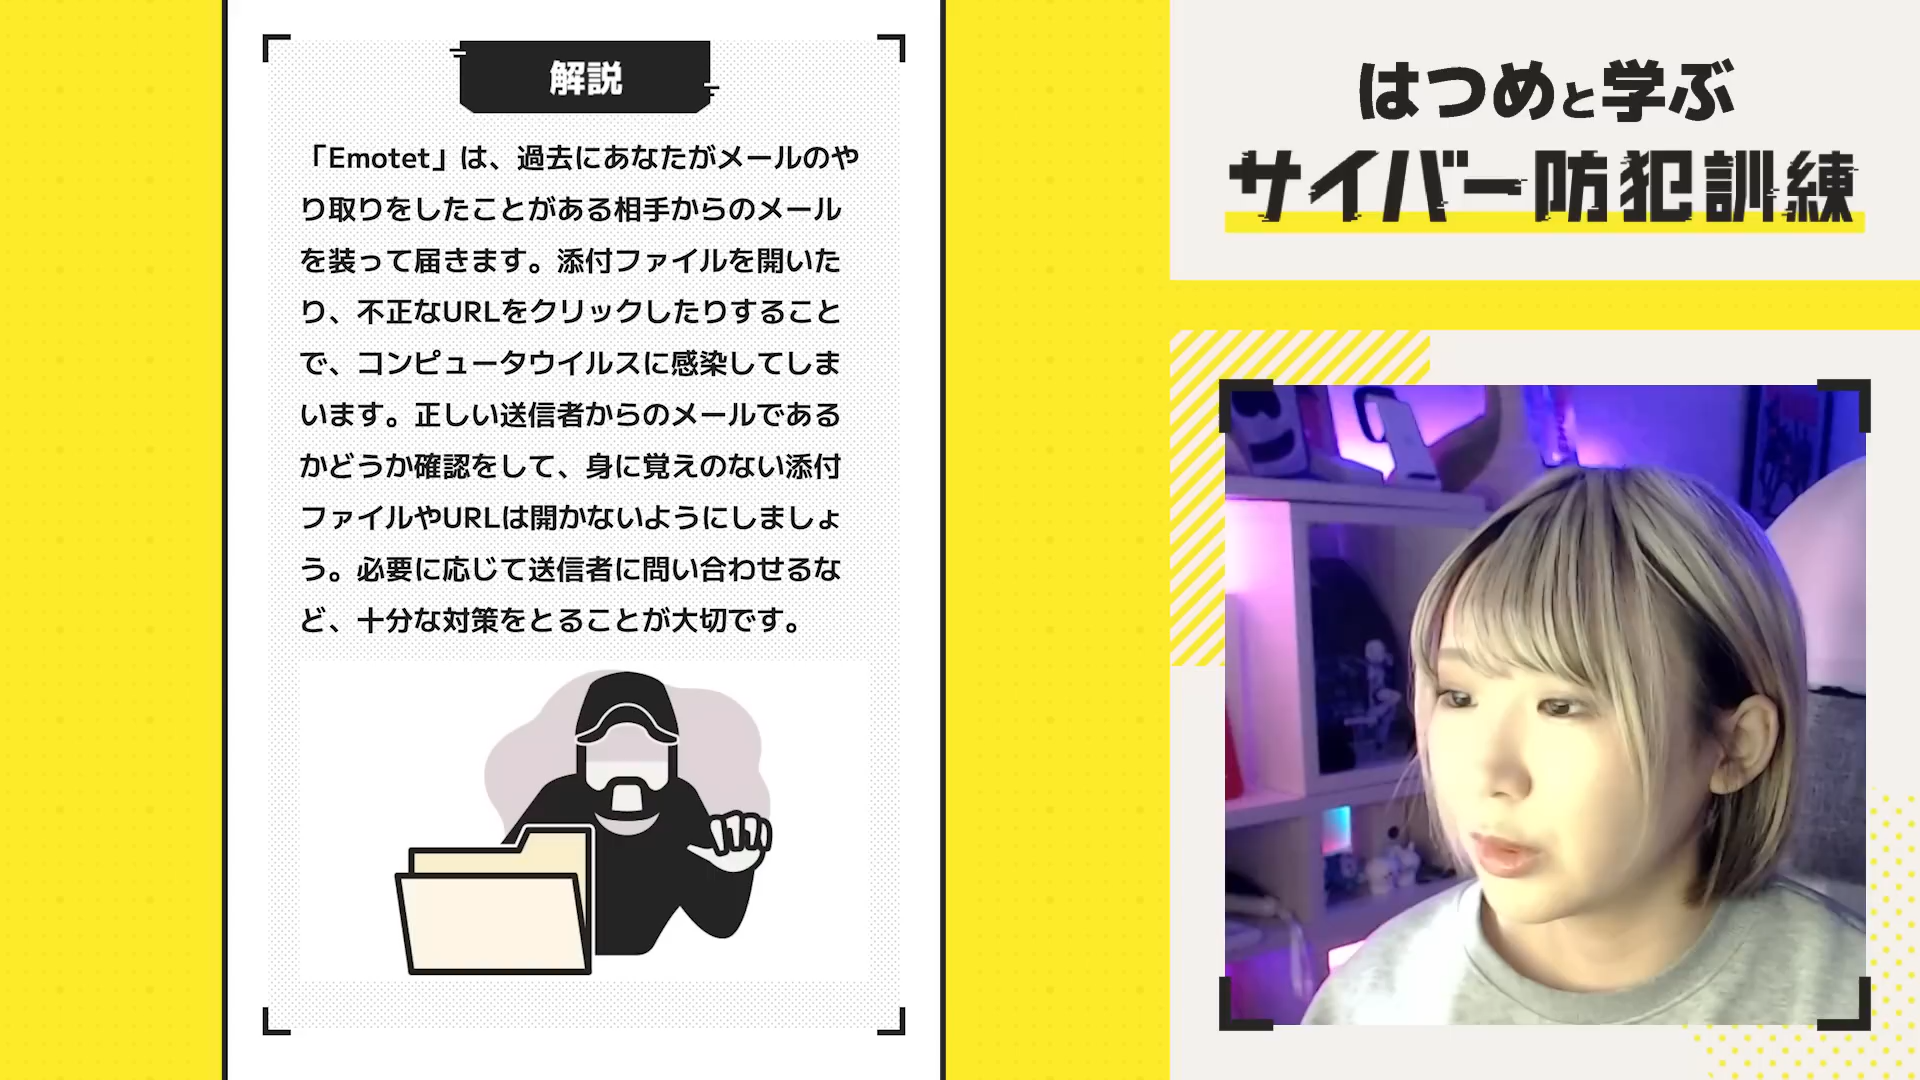 解説
「Emotet」は、過去にあなたがメールのや
り取りをしたことがある相手からのメール
を装って届きます。添付ファイルを開いた
り、不正なURLをクリックしたりすること
で、コンピュータウイルスに感染してしま
います。正しい送信者からのメールである
かどうか確認をして、身に覚えのない添付
ファイルやURLは開かないようにしましょ
う。必要に応じて送信者に問い合わせるな
ど、十分な対策をとることが大切です。
はつめと学ぶ
サイバー防犯訓練